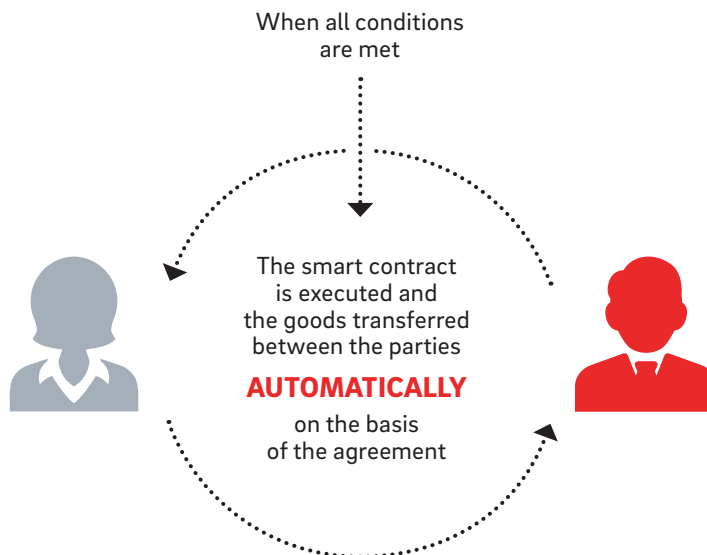 When all conditions
are met
The smart contract
is executed and
the goods transferred
between the parties
AUTOMATICALLY
on the basis
of the agreement